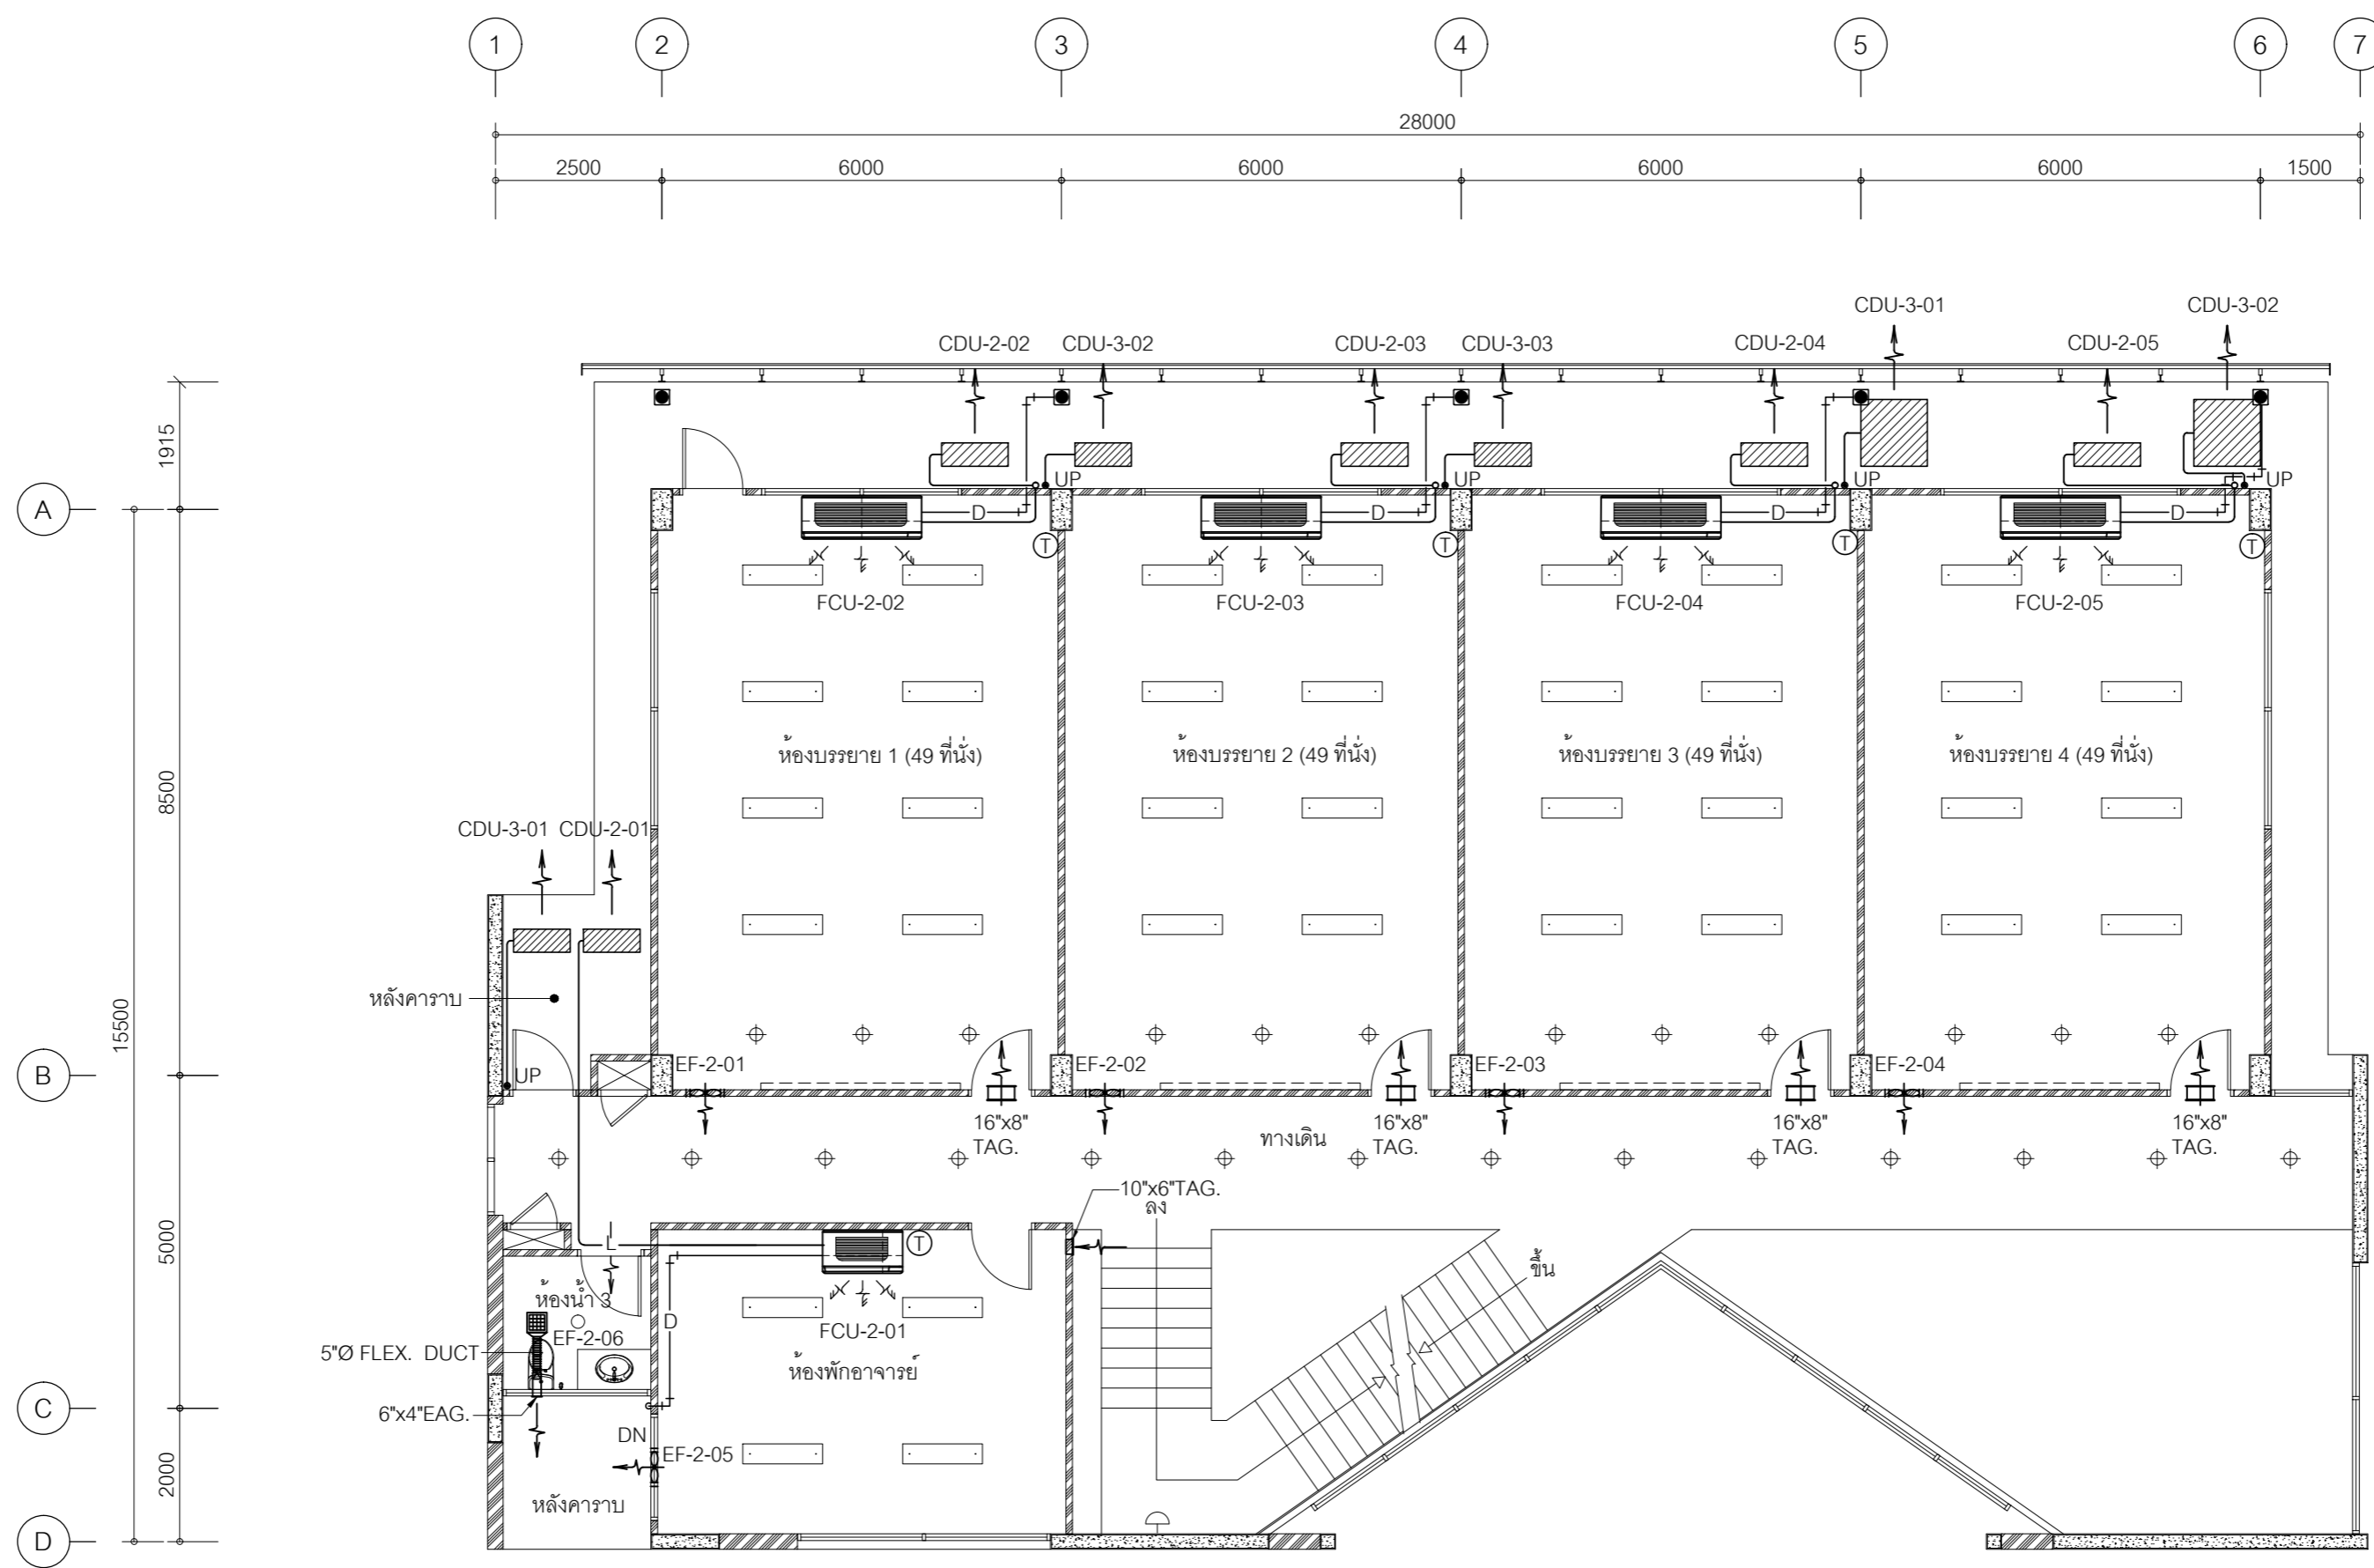 1
2
3
4
5
6
7
28000
2500
6000
6000
6000
6000
1500
CDU-3-01
CDU-3-02
CDU-2-02
CDU-3-02
CDU-2-03
CDU-3-03
CDU-2-04
CDU-2-05
1915
UP
UP
UP
UP
A
D
D
D
D
T
T
T
T
FCU-2-02
FCU-2-03
FCU-2-04
FCU-2-05
ห้องบรรยาย 1 (49 ที่นั่ง)
ห้องบรรยาย 2 (49 ที่นั่ง)
ห้องบรรยาย 3 (49 ที่นั่ง)
ห้องบรรยาย 4 (49 ที่นั่ง)
8500
CDU-3-01
CDU-2-01
หลังคาราบ
15500
B
UP
EF-2-01
EF-2-02
EF-2-03
EF-2-04
16"x8"
TAG.
16"x8"
TAG.
16"x8"
TAG.
16"x8"
TAG.
ทางเดิน
10"x6"TAG.
ลง
5000
L
T
ขึ้น
ห้องน้ำ 3
D
FCU-2-01
EF-2-06
5"Ø FLEX. DUCT
ห้องพักอาจารย์
C
6"x4"EAG.
DN
EF-2-05
2000
หลังคาราบ
D